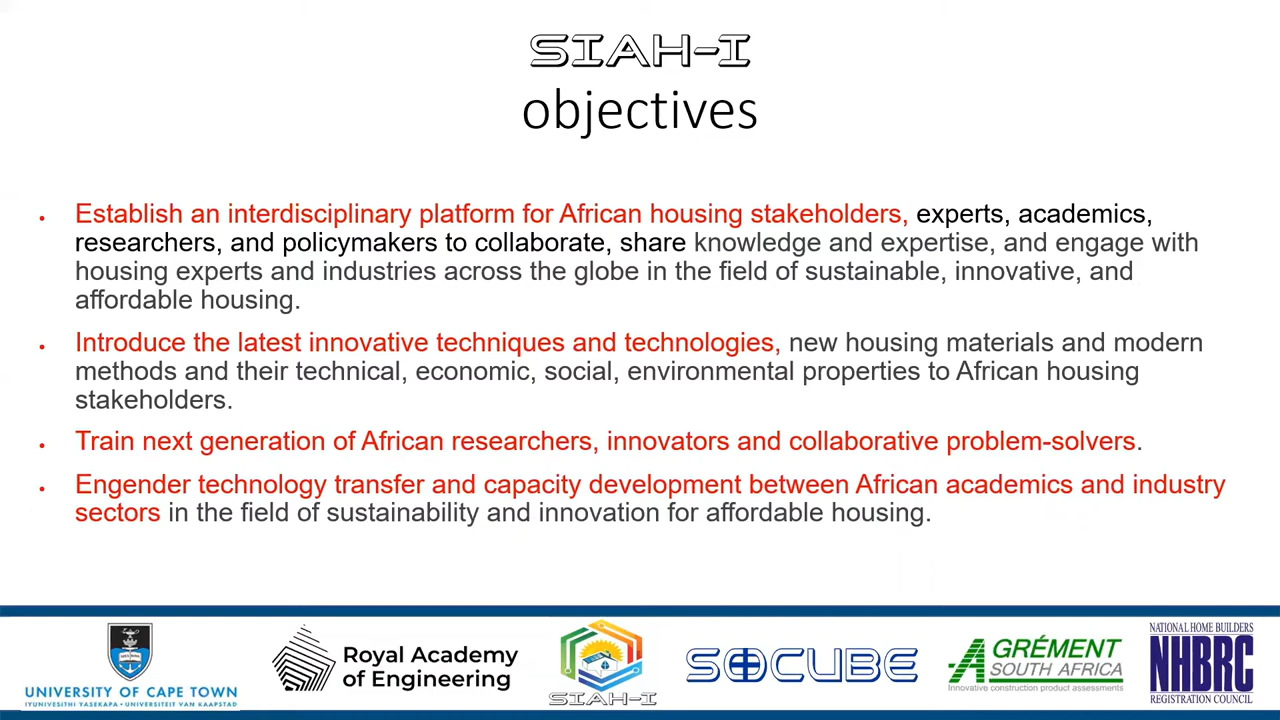 SIAH-I
objectives
• Establish an interdisciplinary platform for African housing stakeholders, experts, academics,
researchers, and policymakers to collaborate, share knowledge and expertise, and engage with
housing experts and industries across the globe in the field of sustainable, innovative, and
affordable housing.
• Introduce the latest innovative techniques and technologies, new housing materials and modern
methods and their technical, economic, social, environmental properties to African housing
stakeholders.
• Train next generation of African researchers, innovators and collaborative problem-solvers.
• Engender technology transfer and capacity development between African academics and industry
sectors in the field of sustainability and innovation for affordable housing.
UNIVERSITY OF CAPE TOWN
IYUNIVESITHI YASEKAPA • UNIVERSITEIT VAN KAAPSTAD
Royal Academy
of Engineering
SIAH-I
SOCUBE
AGRÉMENT
SOUTH AFRICA
Innovative construction product assessments
NATIONAL HOME BUILDERS
NHBRC
REGISTRATION COUNCIL